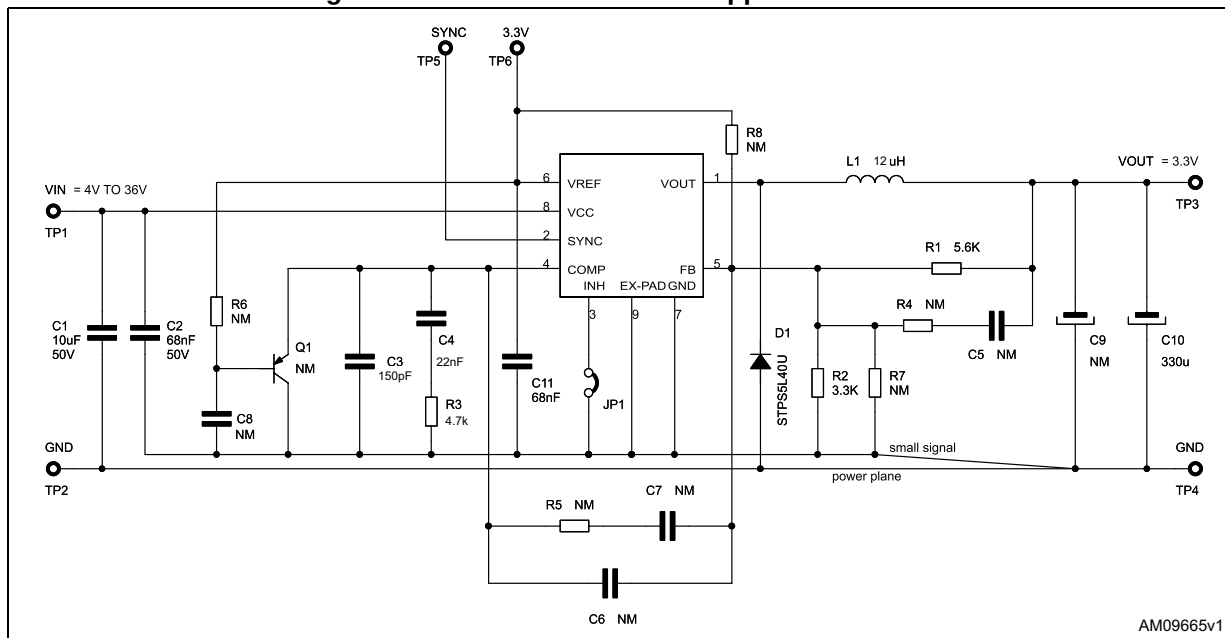 SYNC
TP5
3.3V
TP6
R8
NM
L1 12 uH
VOUT = 3.3V
TP3
VIN = 4V TO 36V
TP1
6 VREF
8 VCC
2 SYNC
4 COMP
VOUT 1
FB 5
INH EX-PAD GND
3 9 7
R1 5.6K
R4 NM
C5 NM
C1
10uF
50V
C2
68nF
50V
R6
NM
Q1
NM
C8
NM
C3
150pF
C4
22nF
R3
4.7k
C11
68nF
JP1
D1
STPS5L40U
R2
3.3K
R7
NM
C9
NM
C10
330u
GND
TP2
small signal
power plane
GND
TP4
R5 NM
C7 NM
C6 NM
AM09665v1